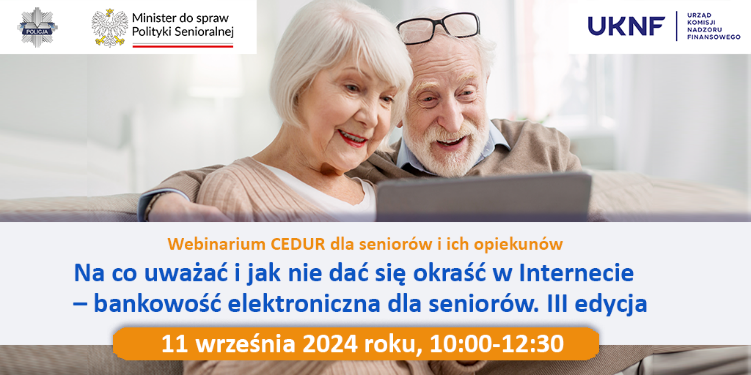 POLICJA
Minister do spraw
Polityki Senioralnej
UKNF
URZĄD
KOMISJI
NADZORU
FINANSOWEGO
Webinarium CEDUR dla seniorów i ich opiekunów
Na co uważać i jak nie dać się okraść w Internecie
– bankowość elektroniczna dla seniorów. III edycja
11 września 2024 roku, 10:00-12:30